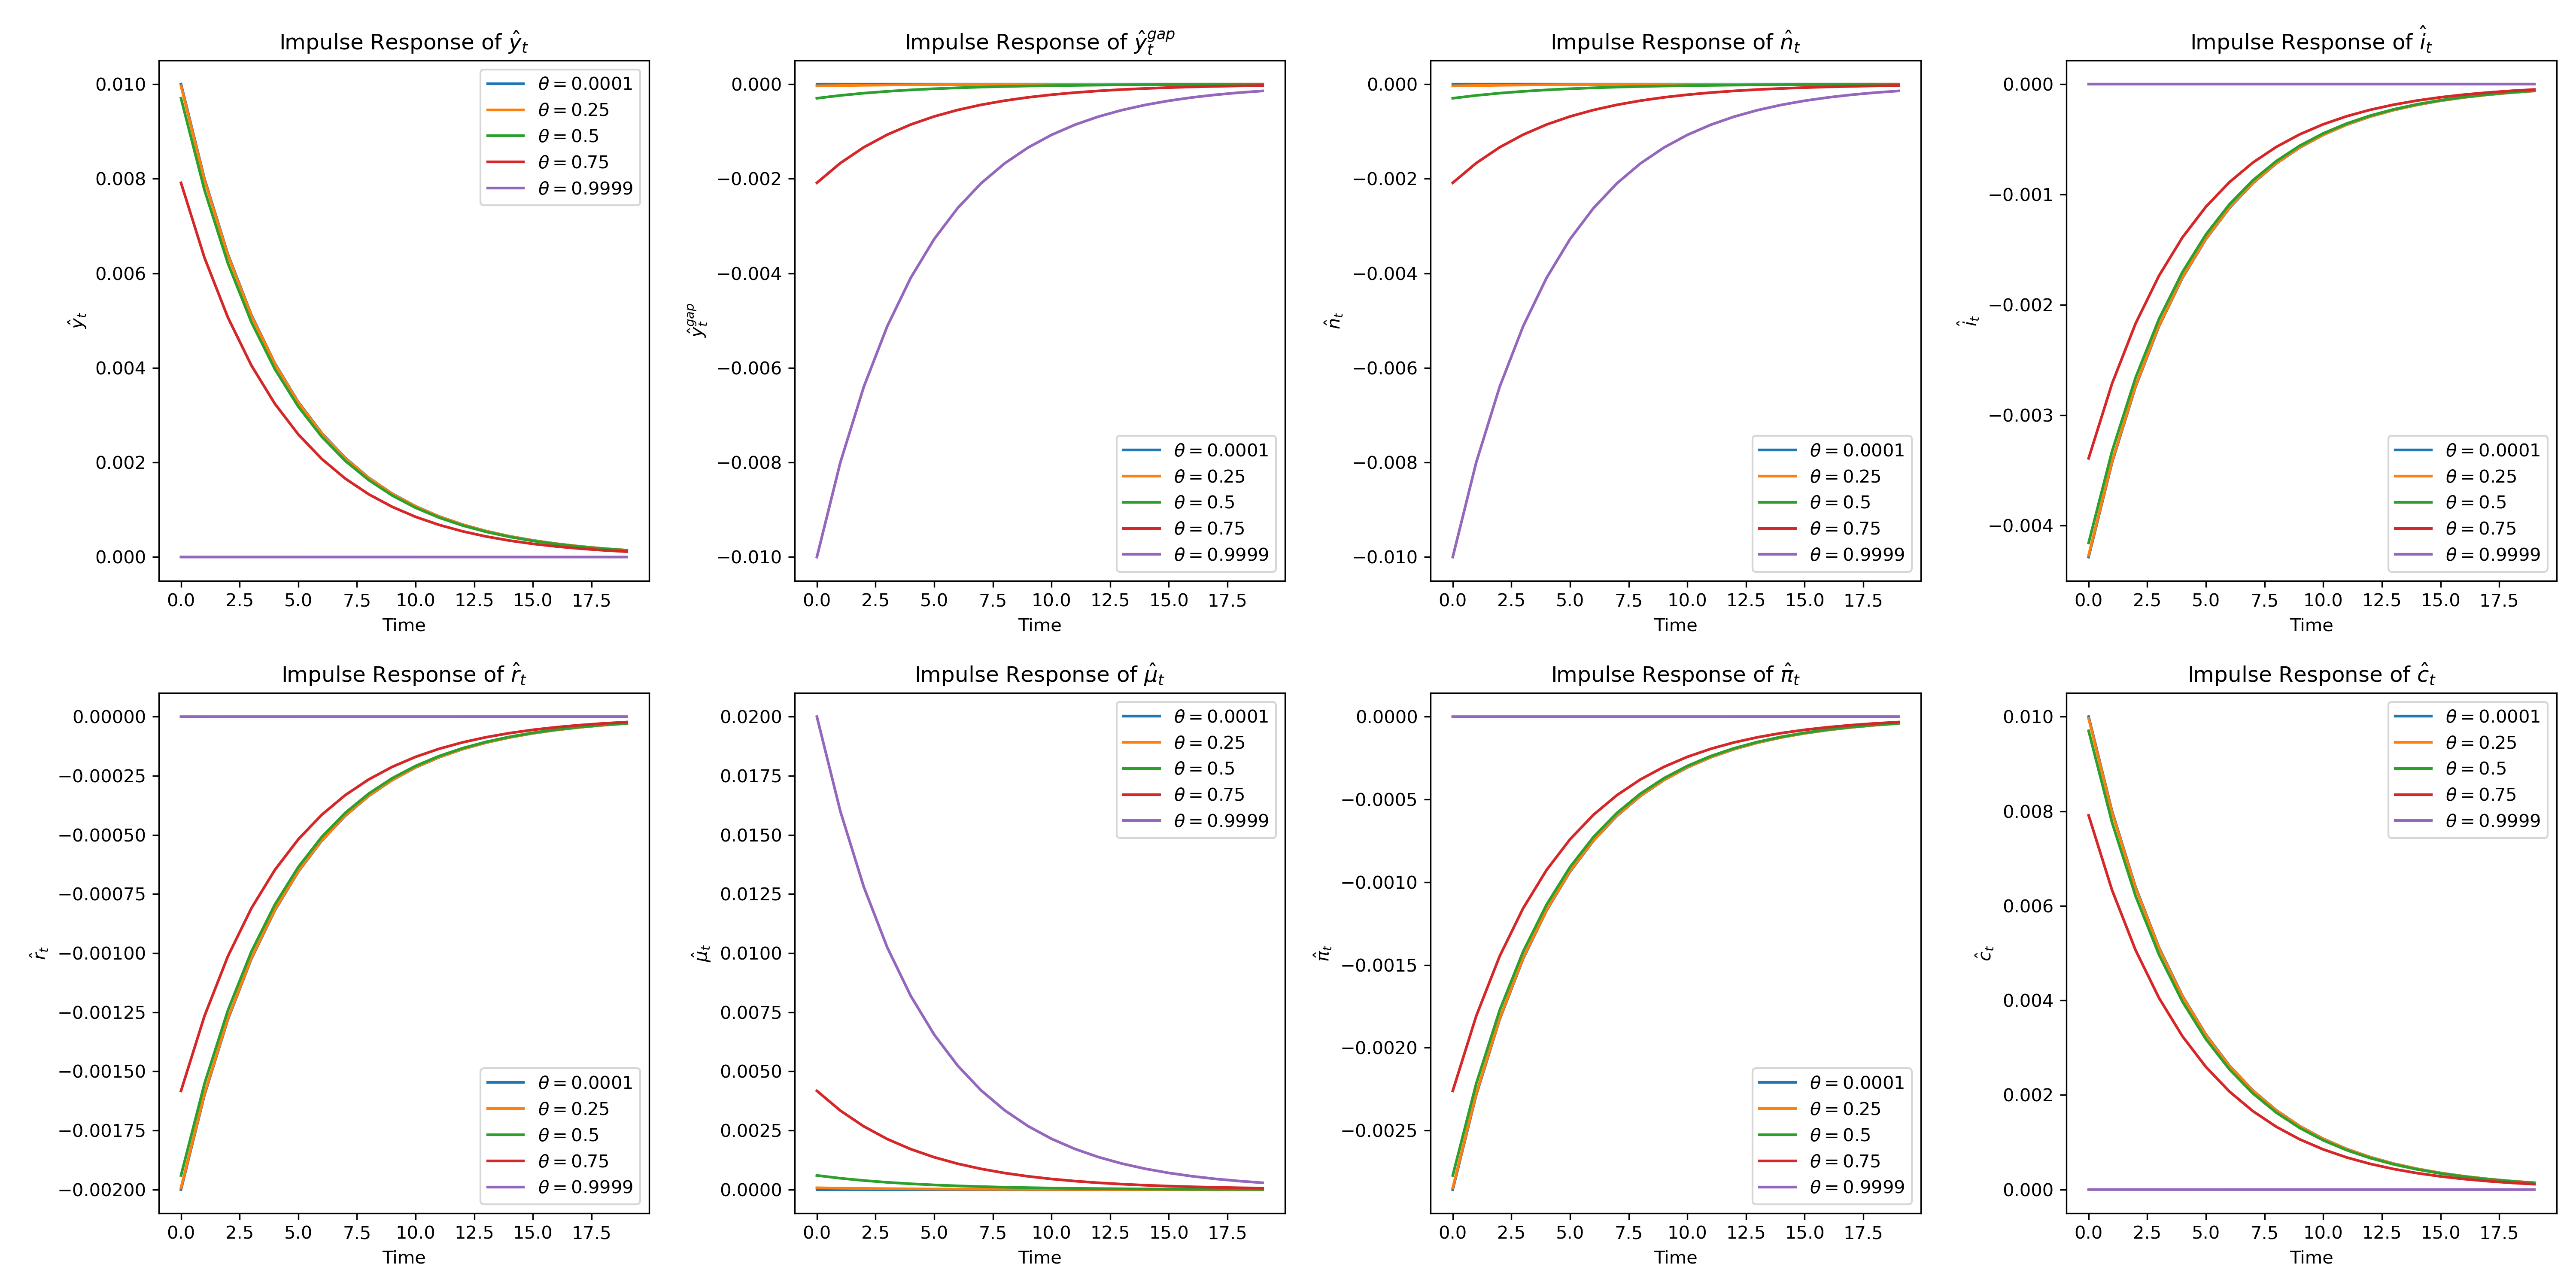 Impulse Response of ŷₜ
0.010
0.008
0.006
0.004
0.002
0.000
ŷₜ
0.0 2.5 5.0 7.5 10.0 12.5 15.0 17.5
Time
θ = 0.0001
θ = 0.25
θ = 0.5
θ = 0.75
θ = 0.9999
Impulse Response of ŷₜᵍᵃᵖ
0.000
−0.002
−0.004
−0.006
−0.008
−0.010
ŷₜᵍᵃᵖ
0.0 2.5 5.0 7.5 10.0 12.5 15.0 17.5
Time
θ = 0.0001
θ = 0.25
θ = 0.5
θ = 0.75
θ = 0.9999
Impulse Response of n̂ₜ
0.000
−0.002
−0.004
−0.006
−0.008
−0.010
n̂ₜ
0.0 2.5 5.0 7.5 10.0 12.5 15.0 17.5
Time
θ = 0.0001
θ = 0.25
θ = 0.5
θ = 0.75
θ = 0.9999
Impulse Response of îₜ
0.000
−0.001
−0.002
−0.003
−0.004
îₜ
0.0 2.5 5.0 7.5 10.0 12.5 15.0 17.5
Time
θ = 0.0001
θ = 0.25
θ = 0.5
θ = 0.75
θ = 0.9999
Impulse Response of r̂ₜ
0.00000
−0.00025
−0.00050
−0.00075
−0.00100
−0.00125
−0.00150
−0.00175
−0.00200
r̂ₜ
0.0 2.5 5.0 7.5 10.0 12.5 15.0 17.5
Time
θ = 0.0001
θ = 0.25
θ = 0.5
θ = 0.75
θ = 0.9999
Impulse Response of μ̂ₜ
0.0200
0.0175
0.0150
0.0125
0.0100
0.0075
0.0050
0.0025
0.0000
μ̂ₜ
0.0 2.5 5.0 7.5 10.0 12.5 15.0 17.5
Time
θ = 0.0001
θ = 0.25
θ = 0.5
θ = 0.75
θ = 0.9999
Impulse Response of π̂ₜ
0.0000
−0.0005
−0.0010
−0.0015
−0.0020
−0.0025
π̂ₜ
0.0 2.5 5.0 7.5 10.0 12.5 15.0 17.5
Time
θ = 0.0001
θ = 0.25
θ = 0.5
θ = 0.75
θ = 0.9999
Impulse Response of ĉₜ
0.010
0.008
0.006
0.004
0.002
0.000
ĉₜ
0.0 2.5 5.0 7.5 10.0 12.5 15.0 17.5
Time
θ = 0.0001
θ = 0.25
θ = 0.5
θ = 0.75
θ = 0.9999